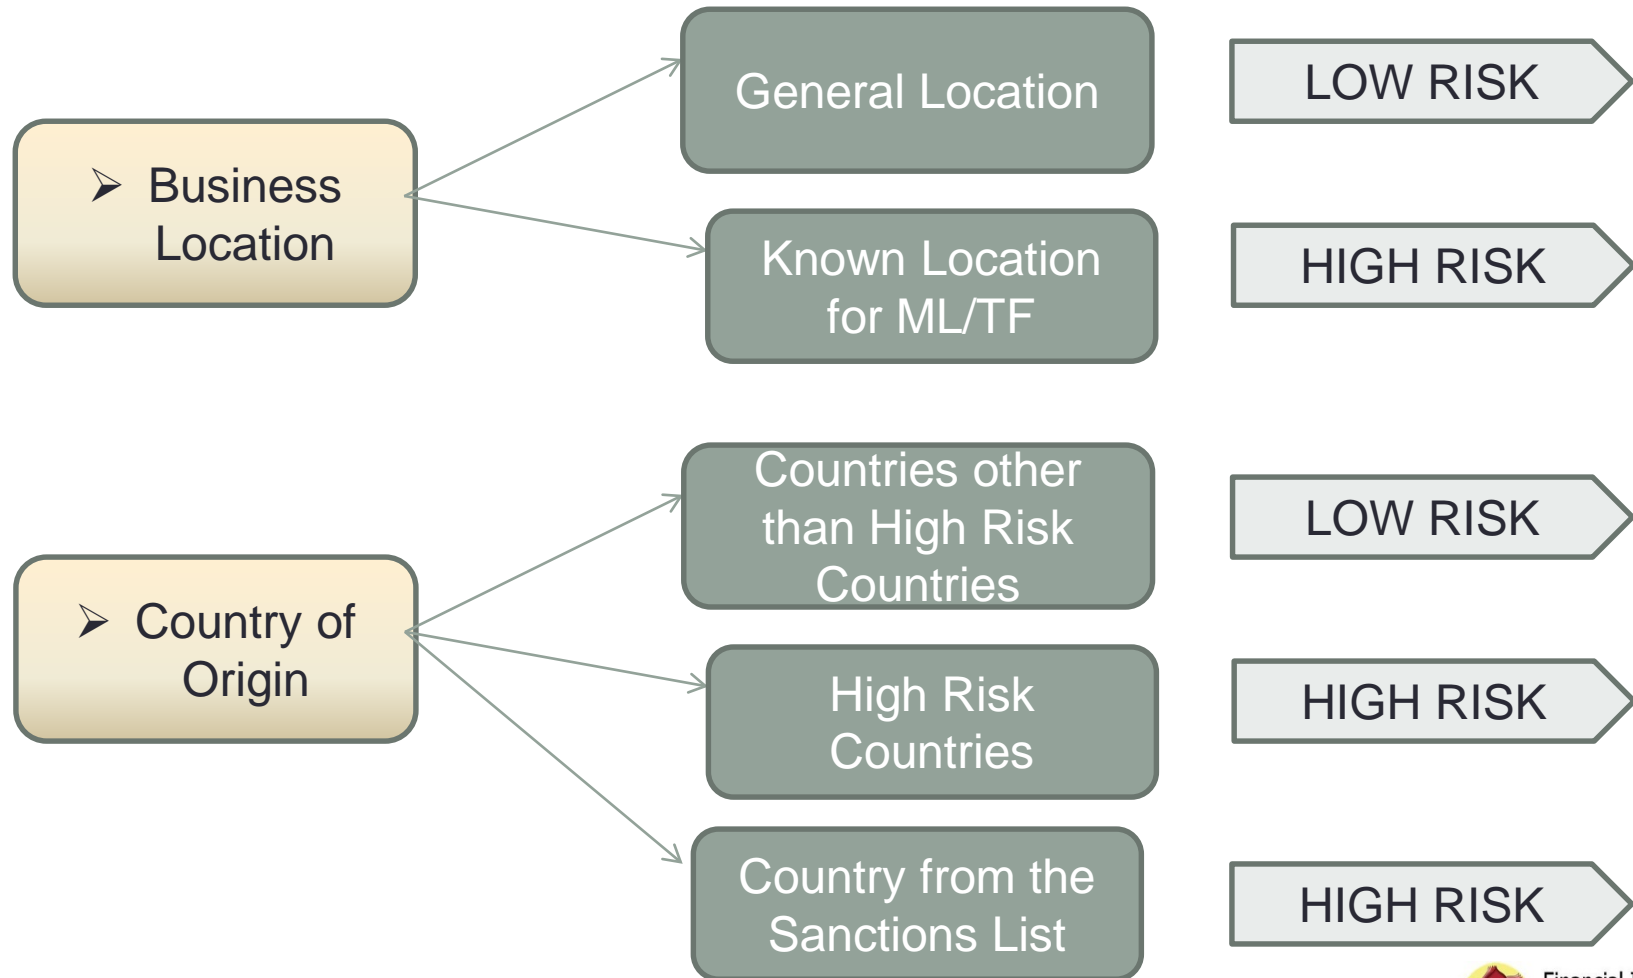 General Location
LOW RISK
➢ Business
Location
Known Location
for ML/TF
HIGH RISK
Countries other
than High Risk
Countries
LOW RISK
➢ Country of
Origin
High Risk
Countries
HIGH RISK
Country from the
Sanctions List
HIGH RISK
Financial